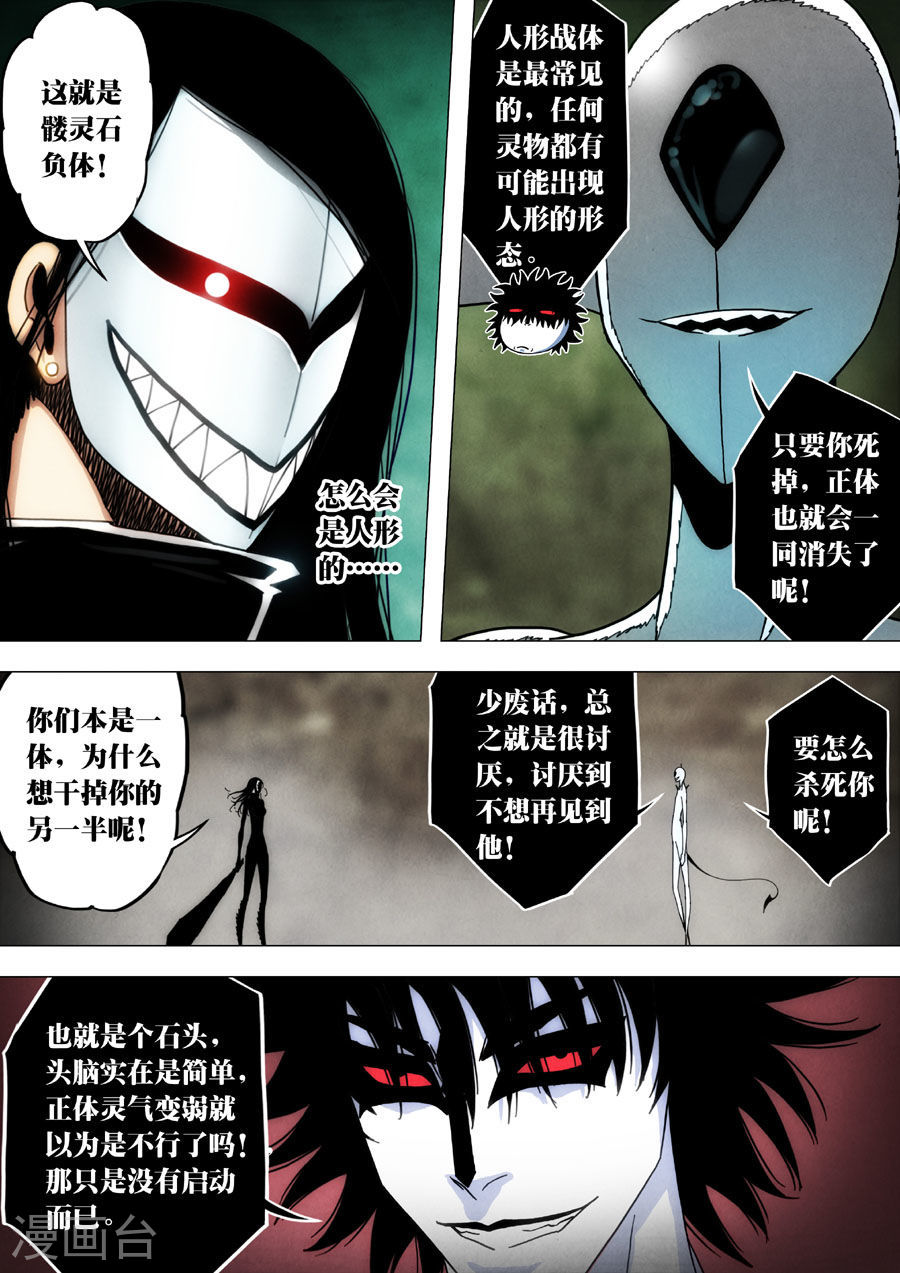 这就是
髅灵石
负体！
怎么会
是人形
的……
人形战体
是最常见
的，任何
灵物都有
可能出现
人形的形
态。
只要你死
掉，正体
也就会一
同消失了
呢！
你们本是一
体，为什么
想干掉你的
另一半呢！
少废话，总
之就是很讨
厌，讨厌到
不想再见到
他！
要怎么
杀死你
呢！
也就是个石头，
头脑实在是简单，
正体灵气变弱就
以为是不行了吗！，
那只是没有启动
而已。
漫画台